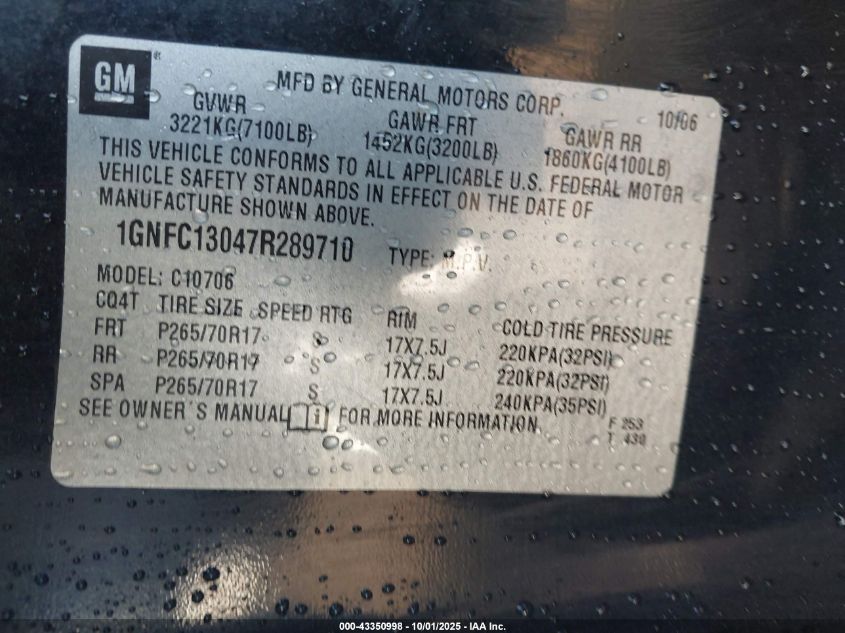 GM ®
MFD BY GENERAL MOTORS CORP. 10/06
GVWR GAWR FRT GAWR RR
3221KG(7100LB) 1452KG(3200LB) 1860KG(4100LB)
THIS VEHICLE CONFORMS TO ALL APPLICABLE U.S. FEDERAL MOTOR
VEHICLE SAFETY STANDARDS IN EFFECT ON THE DATE OF
MANUFACTURE SHOWN ABOVE.
1GNFC13047R289710 TYPE: M.P.V.
MODEL: C10706
CQ4T TIRE SIZE SPEED RTG RIM COLD TIRE PRESSURE
FRT P265/70R17 S 17X7.5J 220KPA(32PSI)
RR P265/70R17 S 17X7.5J 220KPA(32PSI)
SPA P265/70R17 S 17X7.5J 240KPA(35PSI)
SEE OWNER'S MANUAL i FOR MORE INFORMATION.
F 253
T 430
000-43350998 - 10/01/2025 - IAA Inc.